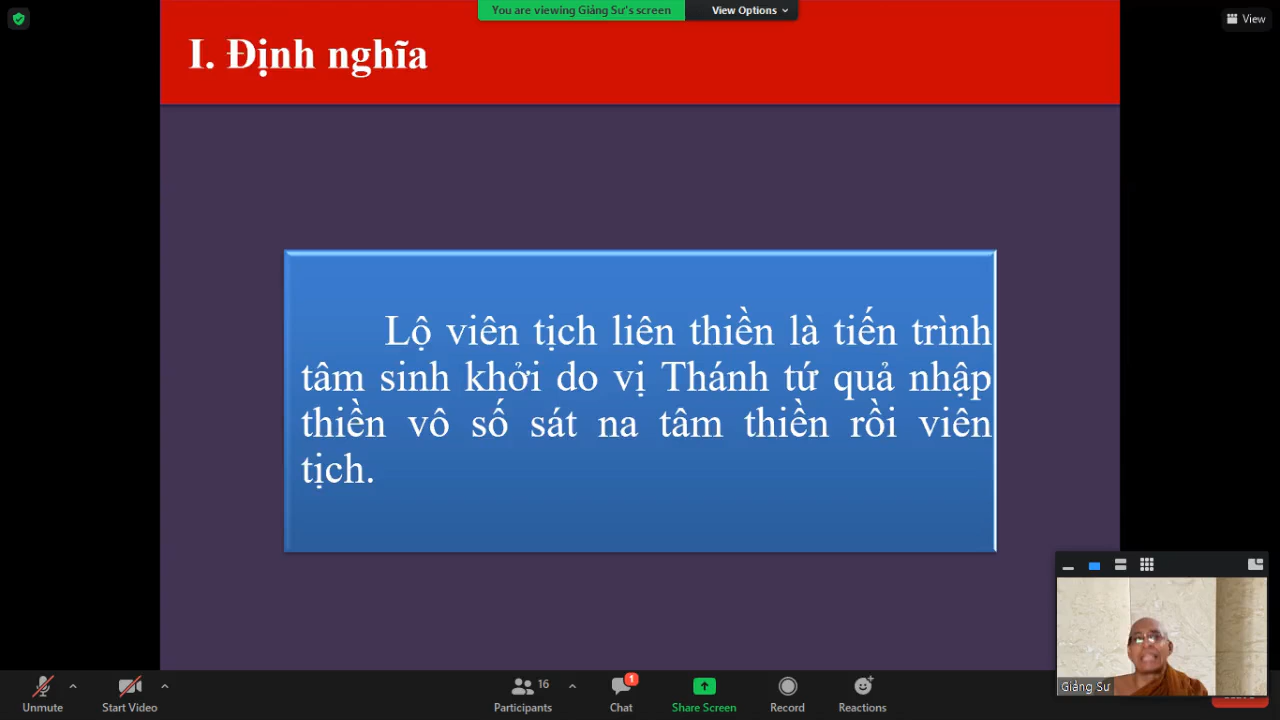 You are viewing Giảng Sư's screen
View Options
View
I. Định nghĩa
Lộ viên tịch liên thiền là tiến trình
tâm sinh khởi do vị Thánh tứ quả nhập
thiền vô số sát na tâm thiền rồi viên
tịch.
Giảng Sư
16
1
Unmute
Start Video
Participants
Chat
Share Screen
Record
Reactions